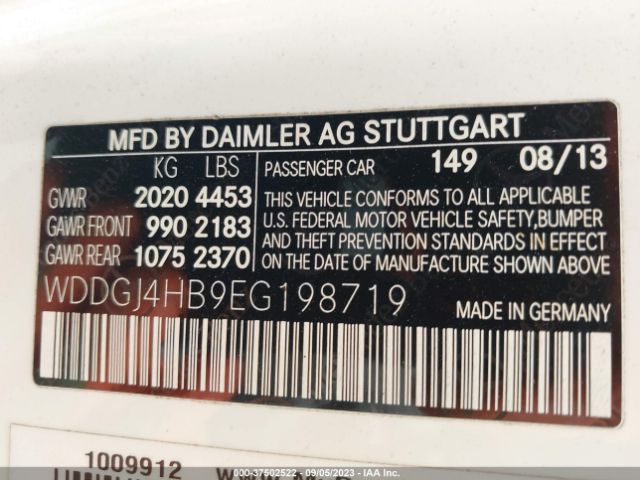 MFD BY DAIMLER AG STUTTGART
KG LBS PASSENGER CAR 149 08/13
GVWR 2020 4453 THIS VEHICLE CONFORMS TO ALL APPLICABLE
GAWR FRONT 990 2183 U.S. FEDERAL MOTOR VEHICLE SAFETY,BUMPER
AND THEFT PREVENTION STANDARDS IN EFFECT
GAWR REAR 1075 2370 ON THE DATE OF MANUFACTURE SHOWN ABOVE.
WDDGJ4HB9EG198719 MADE IN GERMANY
1009912
000-37502522 - 09/05/2023 - IAA Inc.